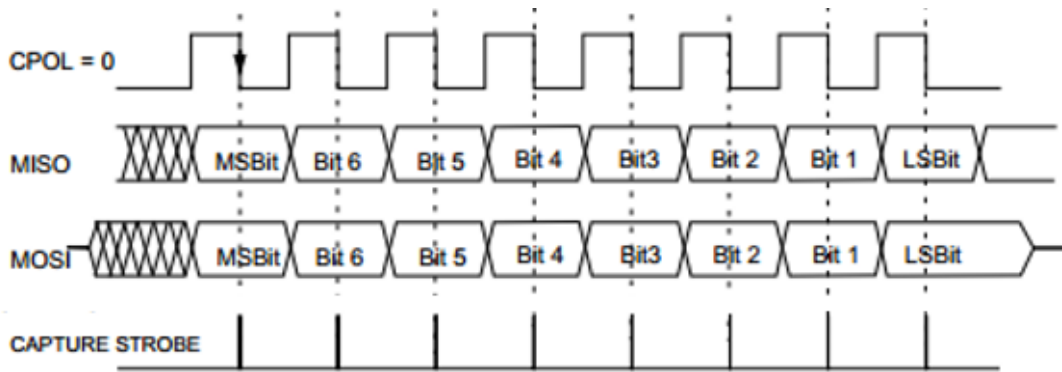 CPOL = 0
MISO MSBit Bit 6 Bit 5 Bit 4 Bit3 Bit 2 Bit 1 LSBit
MOSI MSBit Bit 6 Bit 5 Bit 4 Bit3 Bit 2 Bit 1 LSBit
CAPTURE STROBE